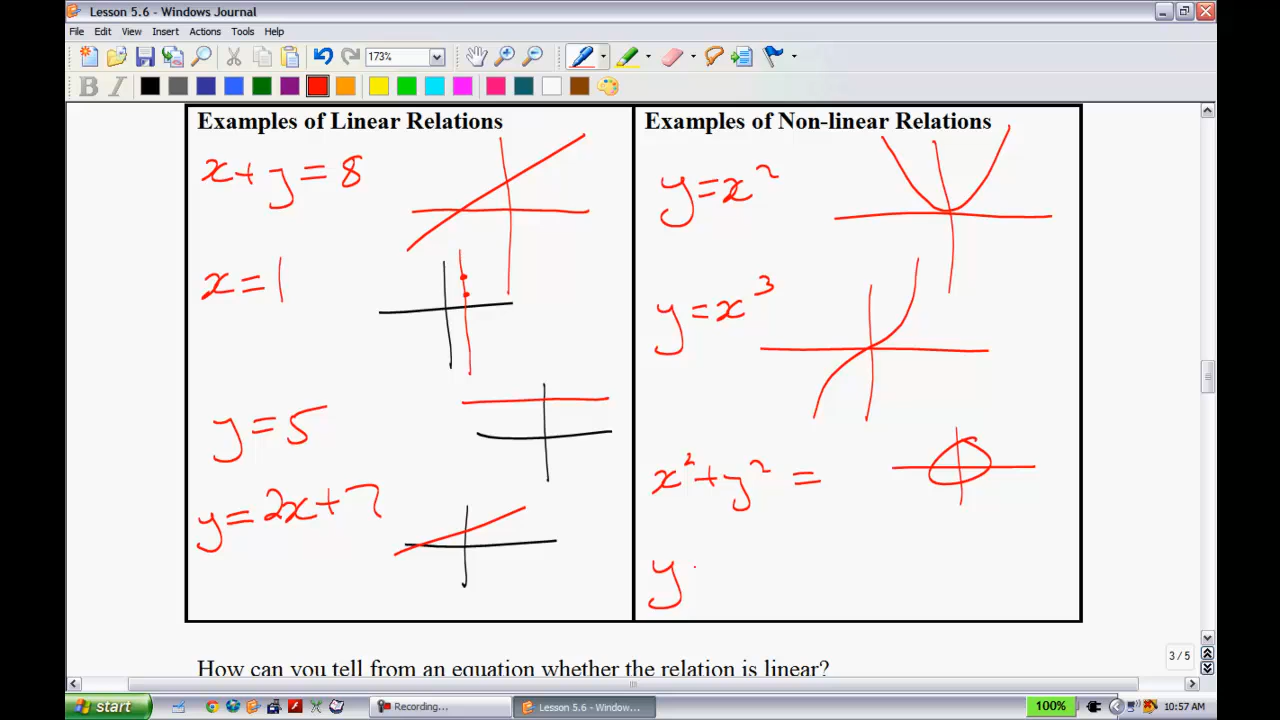 Lesson 5.6 - Windows Journal
File Edit View Insert Actions Tools Help
173%
B I
Examples of Linear Relations
x + y = 8
x = 1
y = 5
y = 2x + 7
Examples of Non-linear Relations
y = x²
y = x³
x² + y² =
y
How can you tell from an equation whether the relation is linear?
3 / 5
start
Recording...
Lesson 5.6 - Window...
100%
10:57 AM